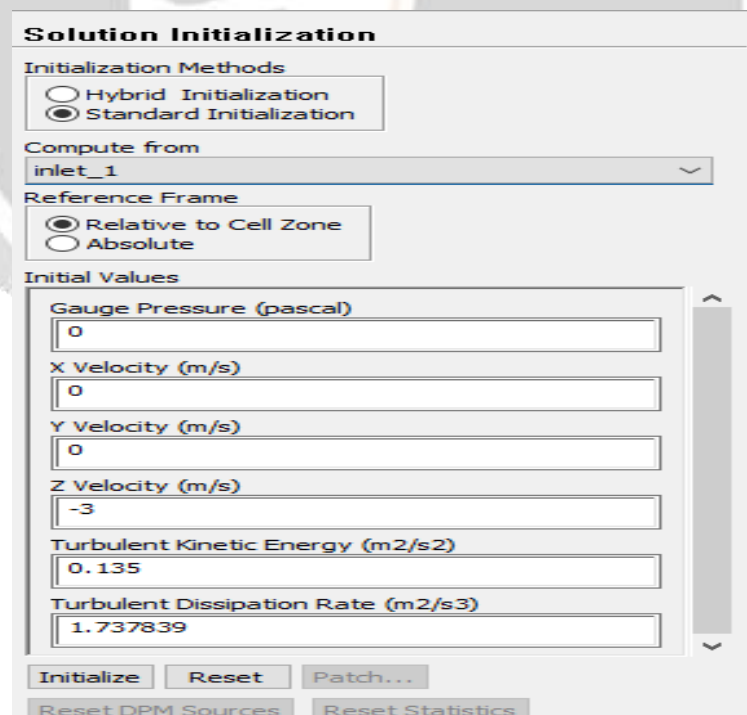 Solution Initialization
Initialization Methods
Hybrid Initialization
Standard Initialization
Compute from
inlet_1
Reference Frame
Relative to Cell Zone
Absolute
Initial Values
Gauge Pressure (pascal)
0
X Velocity (m/s)
0
Y Velocity (m/s)
0
Z Velocity (m/s)
-3
Turbulent Kinetic Energy (m2/s2)
0.135
Turbulent Dissipation Rate (m2/s3)
1.737839
Initialize Reset Patch...
Reset DPM Sources Reset Statistics